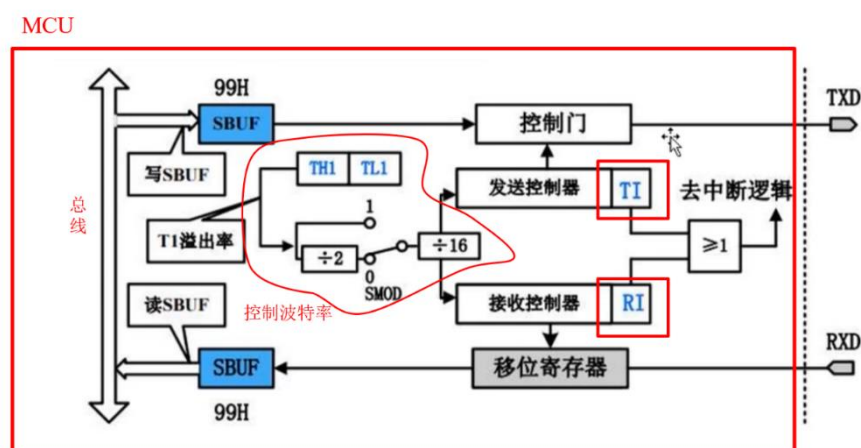 MCU
99H
TXD
SBUF
控制门
写SBUF
TH1
TL1
发送控制器
TI
去中断逻辑
总线
1
T1溢出率
÷2
÷16
≥1
0
SMOD
控制波特率
读SBUF
接收控制器
RI
RXD
SBUF
移位寄存器
99H